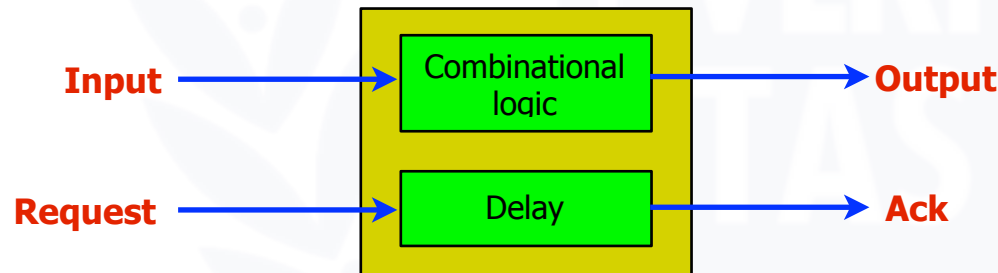 Input
Combinational
logic
Output
Request
Delay
Ack